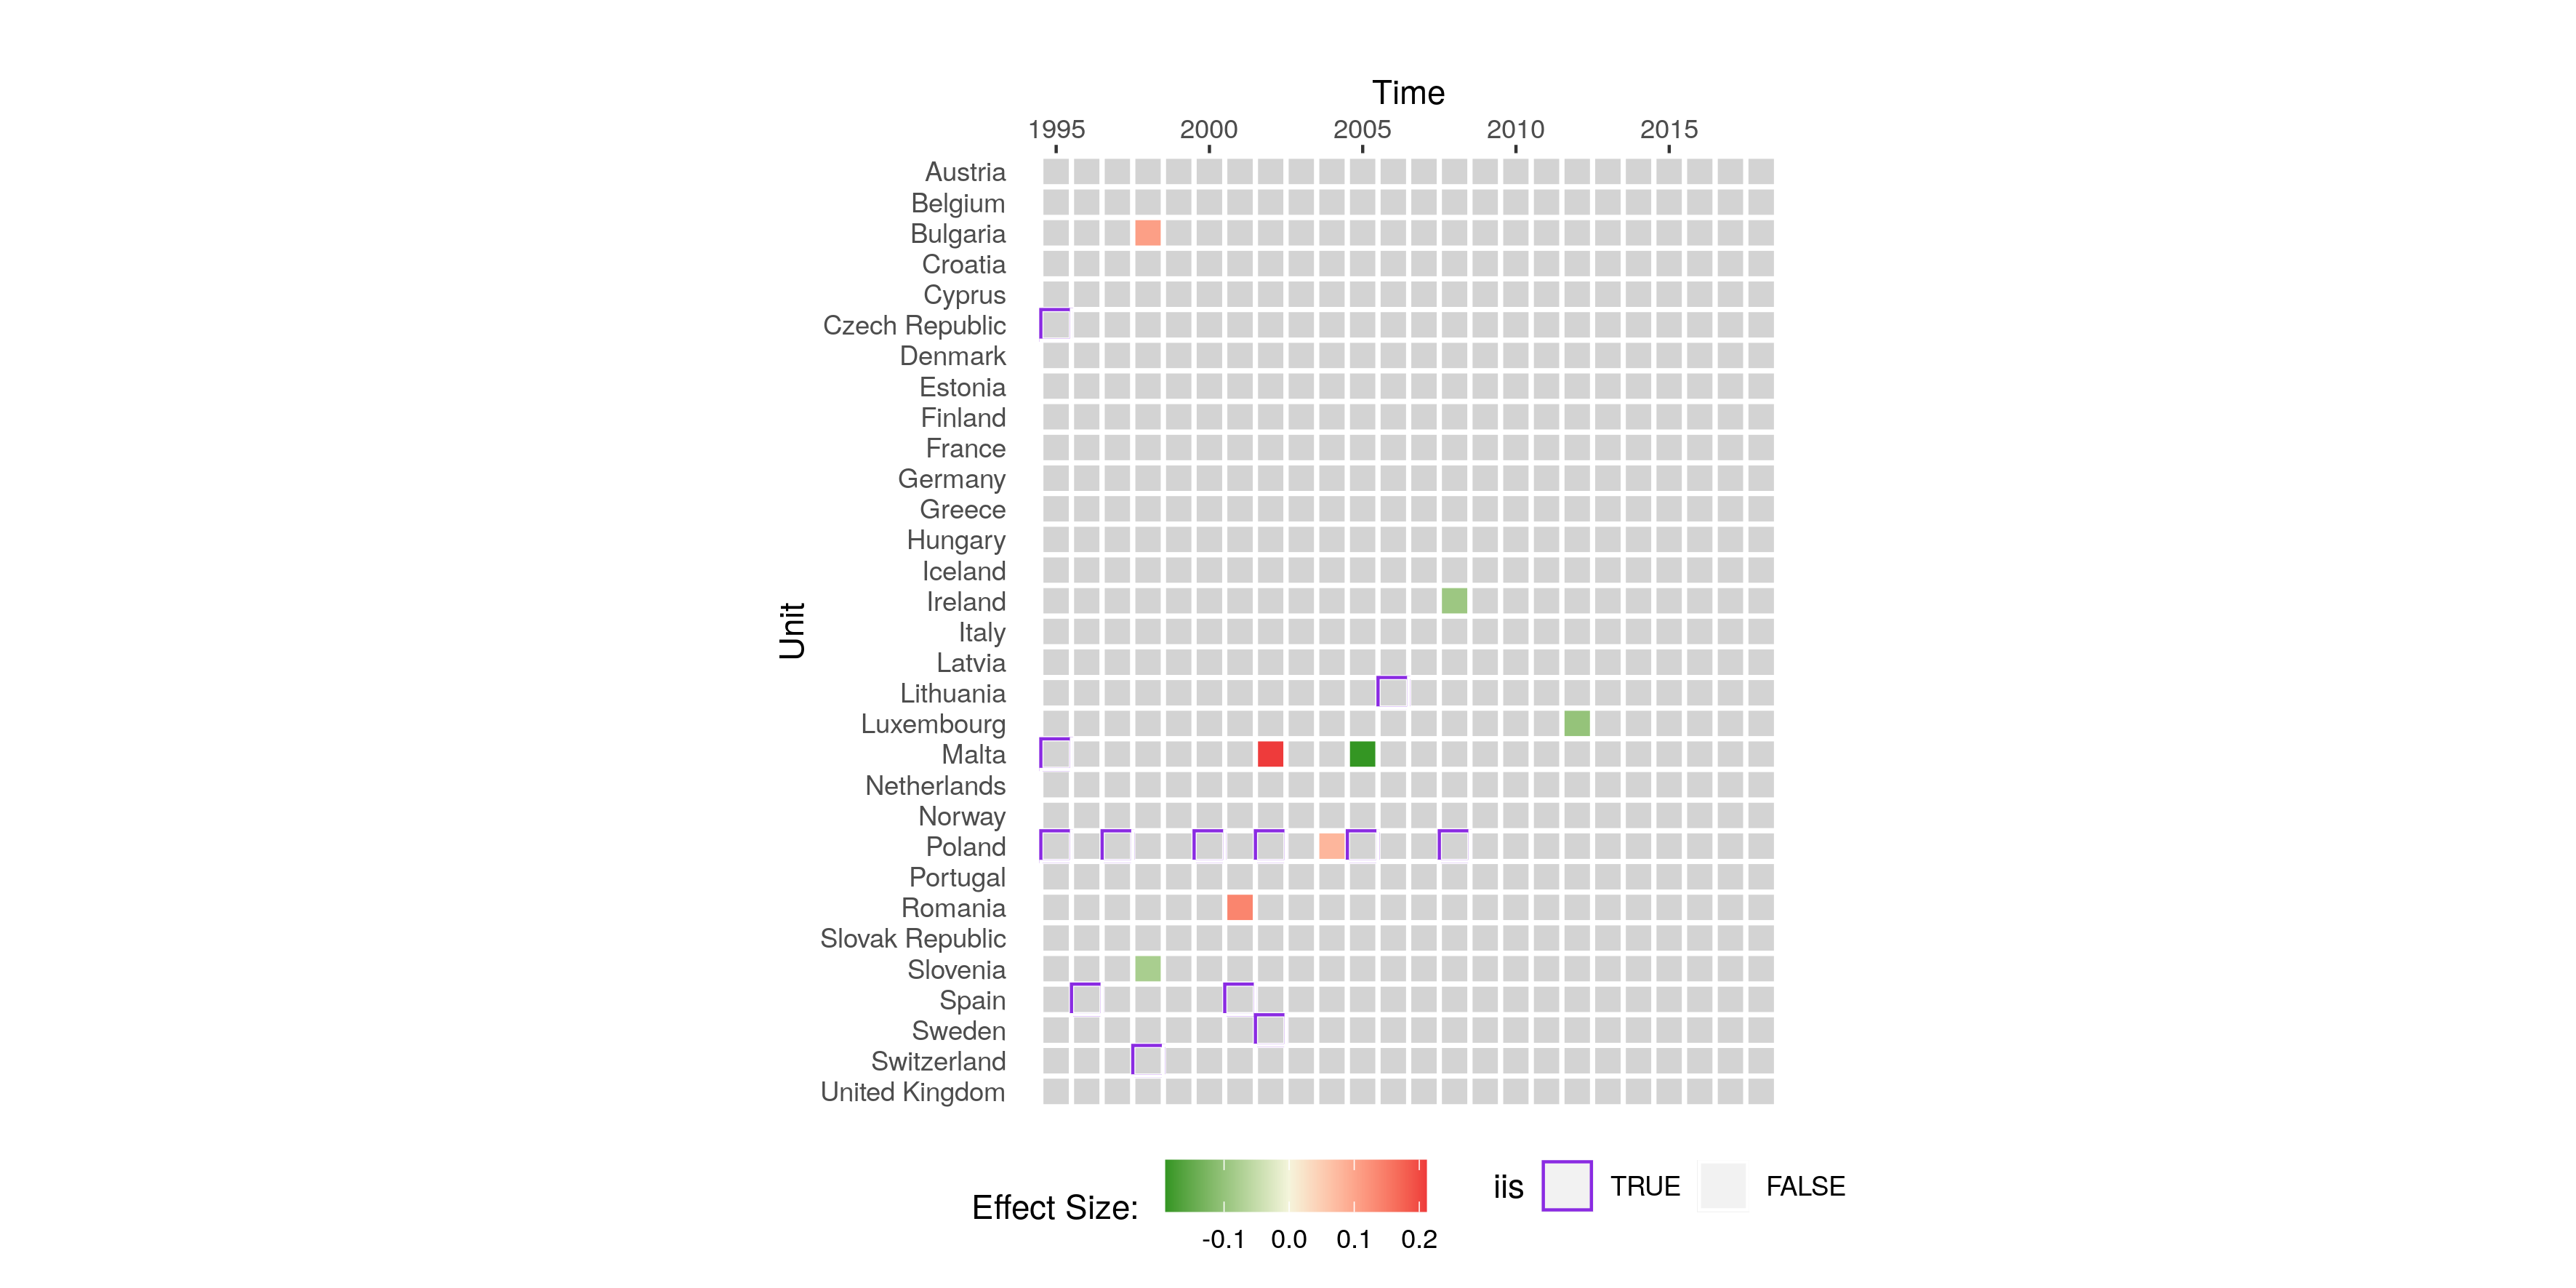 Time
1995 2000 2005 2010 2015
Austria
Belgium
Bulgaria
Croatia
Cyprus
Czech Republic
Denmark
Estonia
Finland
France
Germany
Greece
Hungary
Iceland
Ireland
Italy
Latvia
Lithuania
Luxembourg
Malta
Netherlands
Norway
Poland
Portugal
Romania
Slovak Republic
Slovenia
Spain
Sweden
Switzerland
United Kingdom
Unit
Effect Size:
-0.1 0.0 0.1 0.2
iis TRUE FALSE